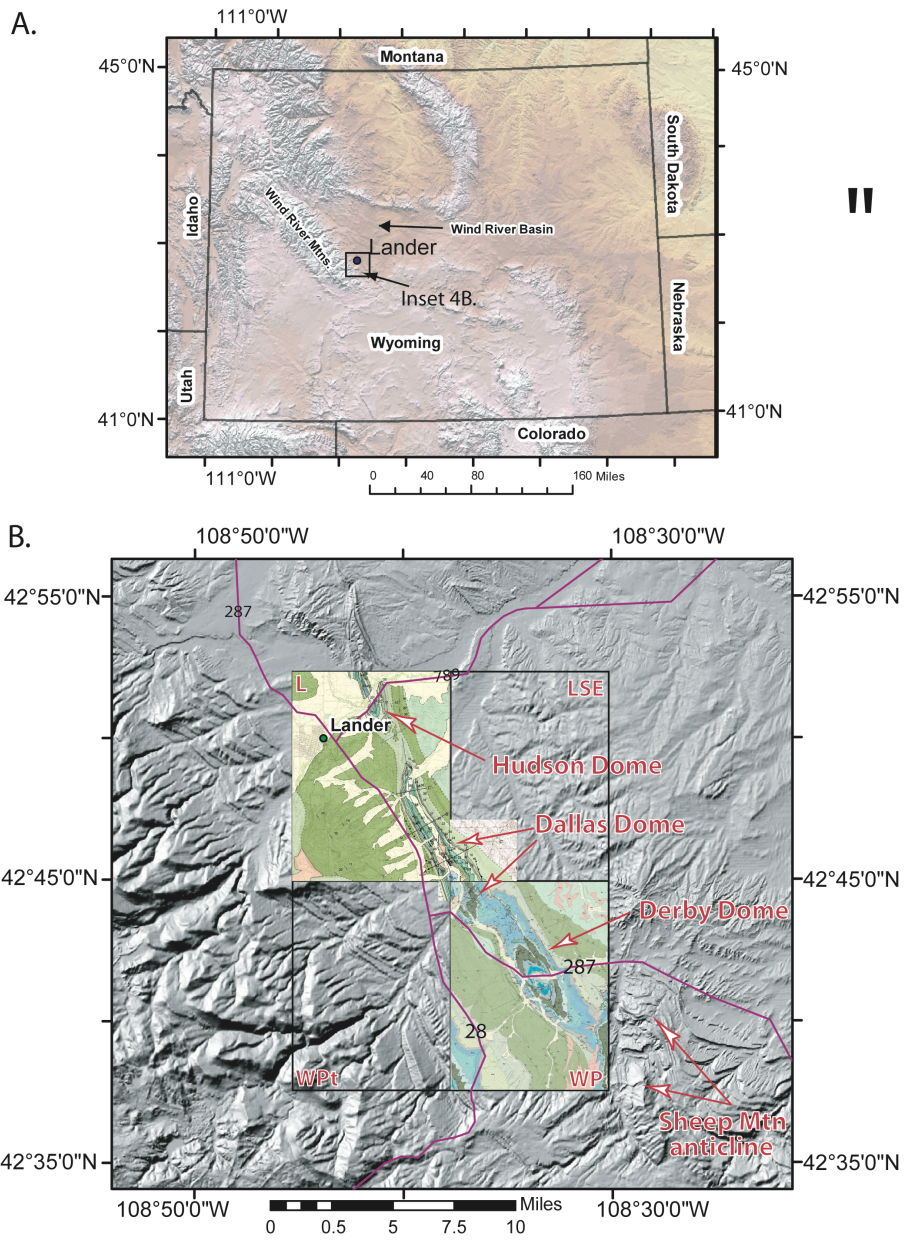 A.
111°0'W
45°0'N
45°0'N
Montana
South Dakota
Idaho
Wind River Mtns.
Wind River Basin
Lander
Inset 4B.
Wyoming
Nebraska
Utah
41°0'N
41°0'N
Colorado
111°0'W
0 40 80 160 Miles
"
B.
108°50'0"W
108°30'0"W
42°55'0"N
42°55'0"N
287
789
L
LSE
Lander
Hudson Dome
Dallas Dome
42°45'0"N
42°45'0"N
Derby Dome
287
28
WPt
WP
Sheep Mtn
anticline
42°35'0"N
42°35'0"N
108°50'0"W
108°30'0"W
Miles
0 0.5 5 7.5 10